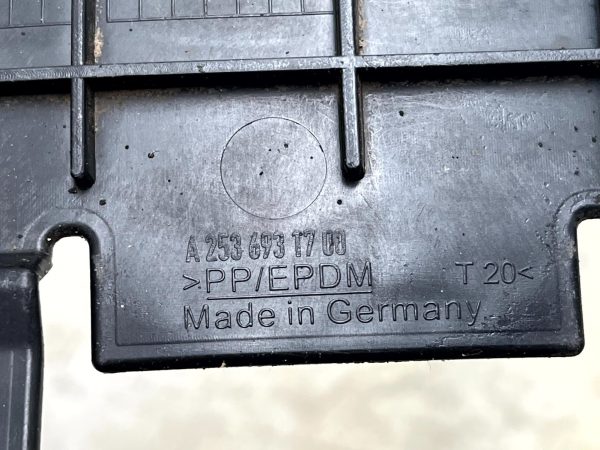 A 253 693 17 00
>PP/EPDM T 20<
Made in Germany